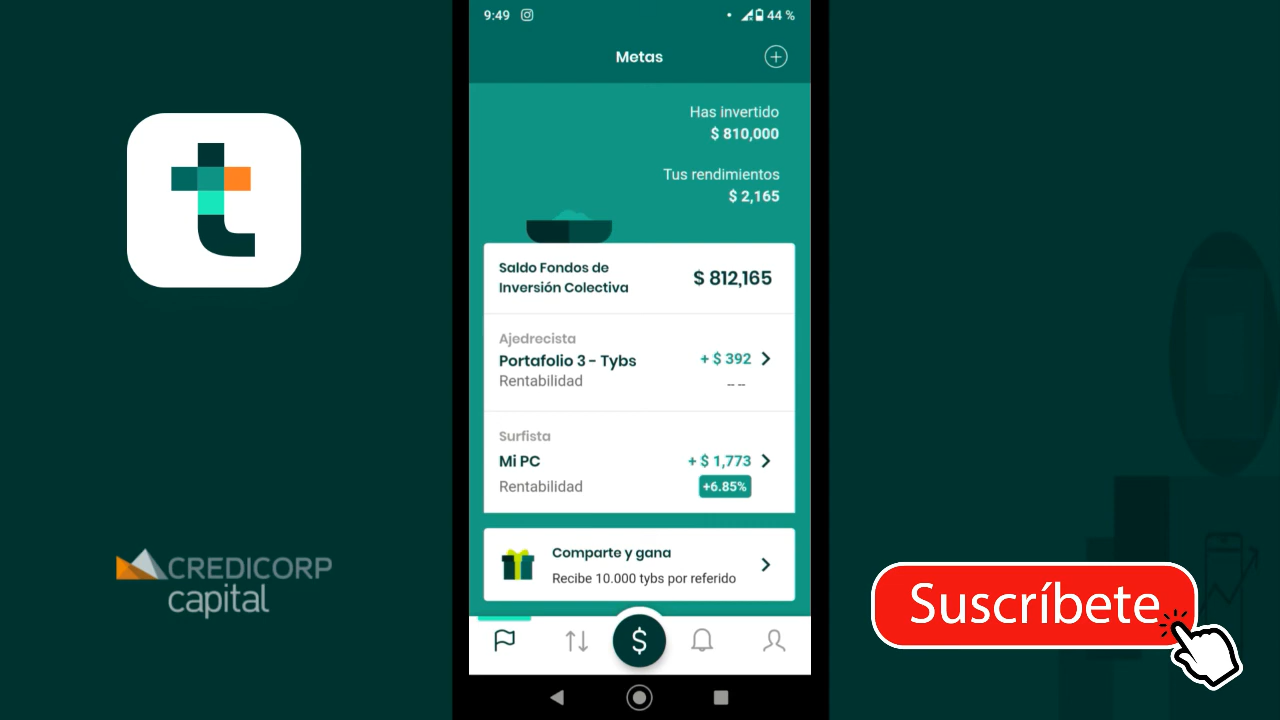 9:49
44 %
Metas
Has invertido
$ 810,000
Tus rendimientos
$ 2,165
Saldo Fondos de
Inversión Colectiva
$ 812,165
Ajedrecista
Portafolio 3 - Tybs
+ $ 392
Rentabilidad
-- --
Surfista
Mi PC
+ $ 1,773
Rentabilidad
+6.85%
Comparte y gana
Recibe 10.000 tybs por referido
$
t
CREDICORP
capital
Suscríbete